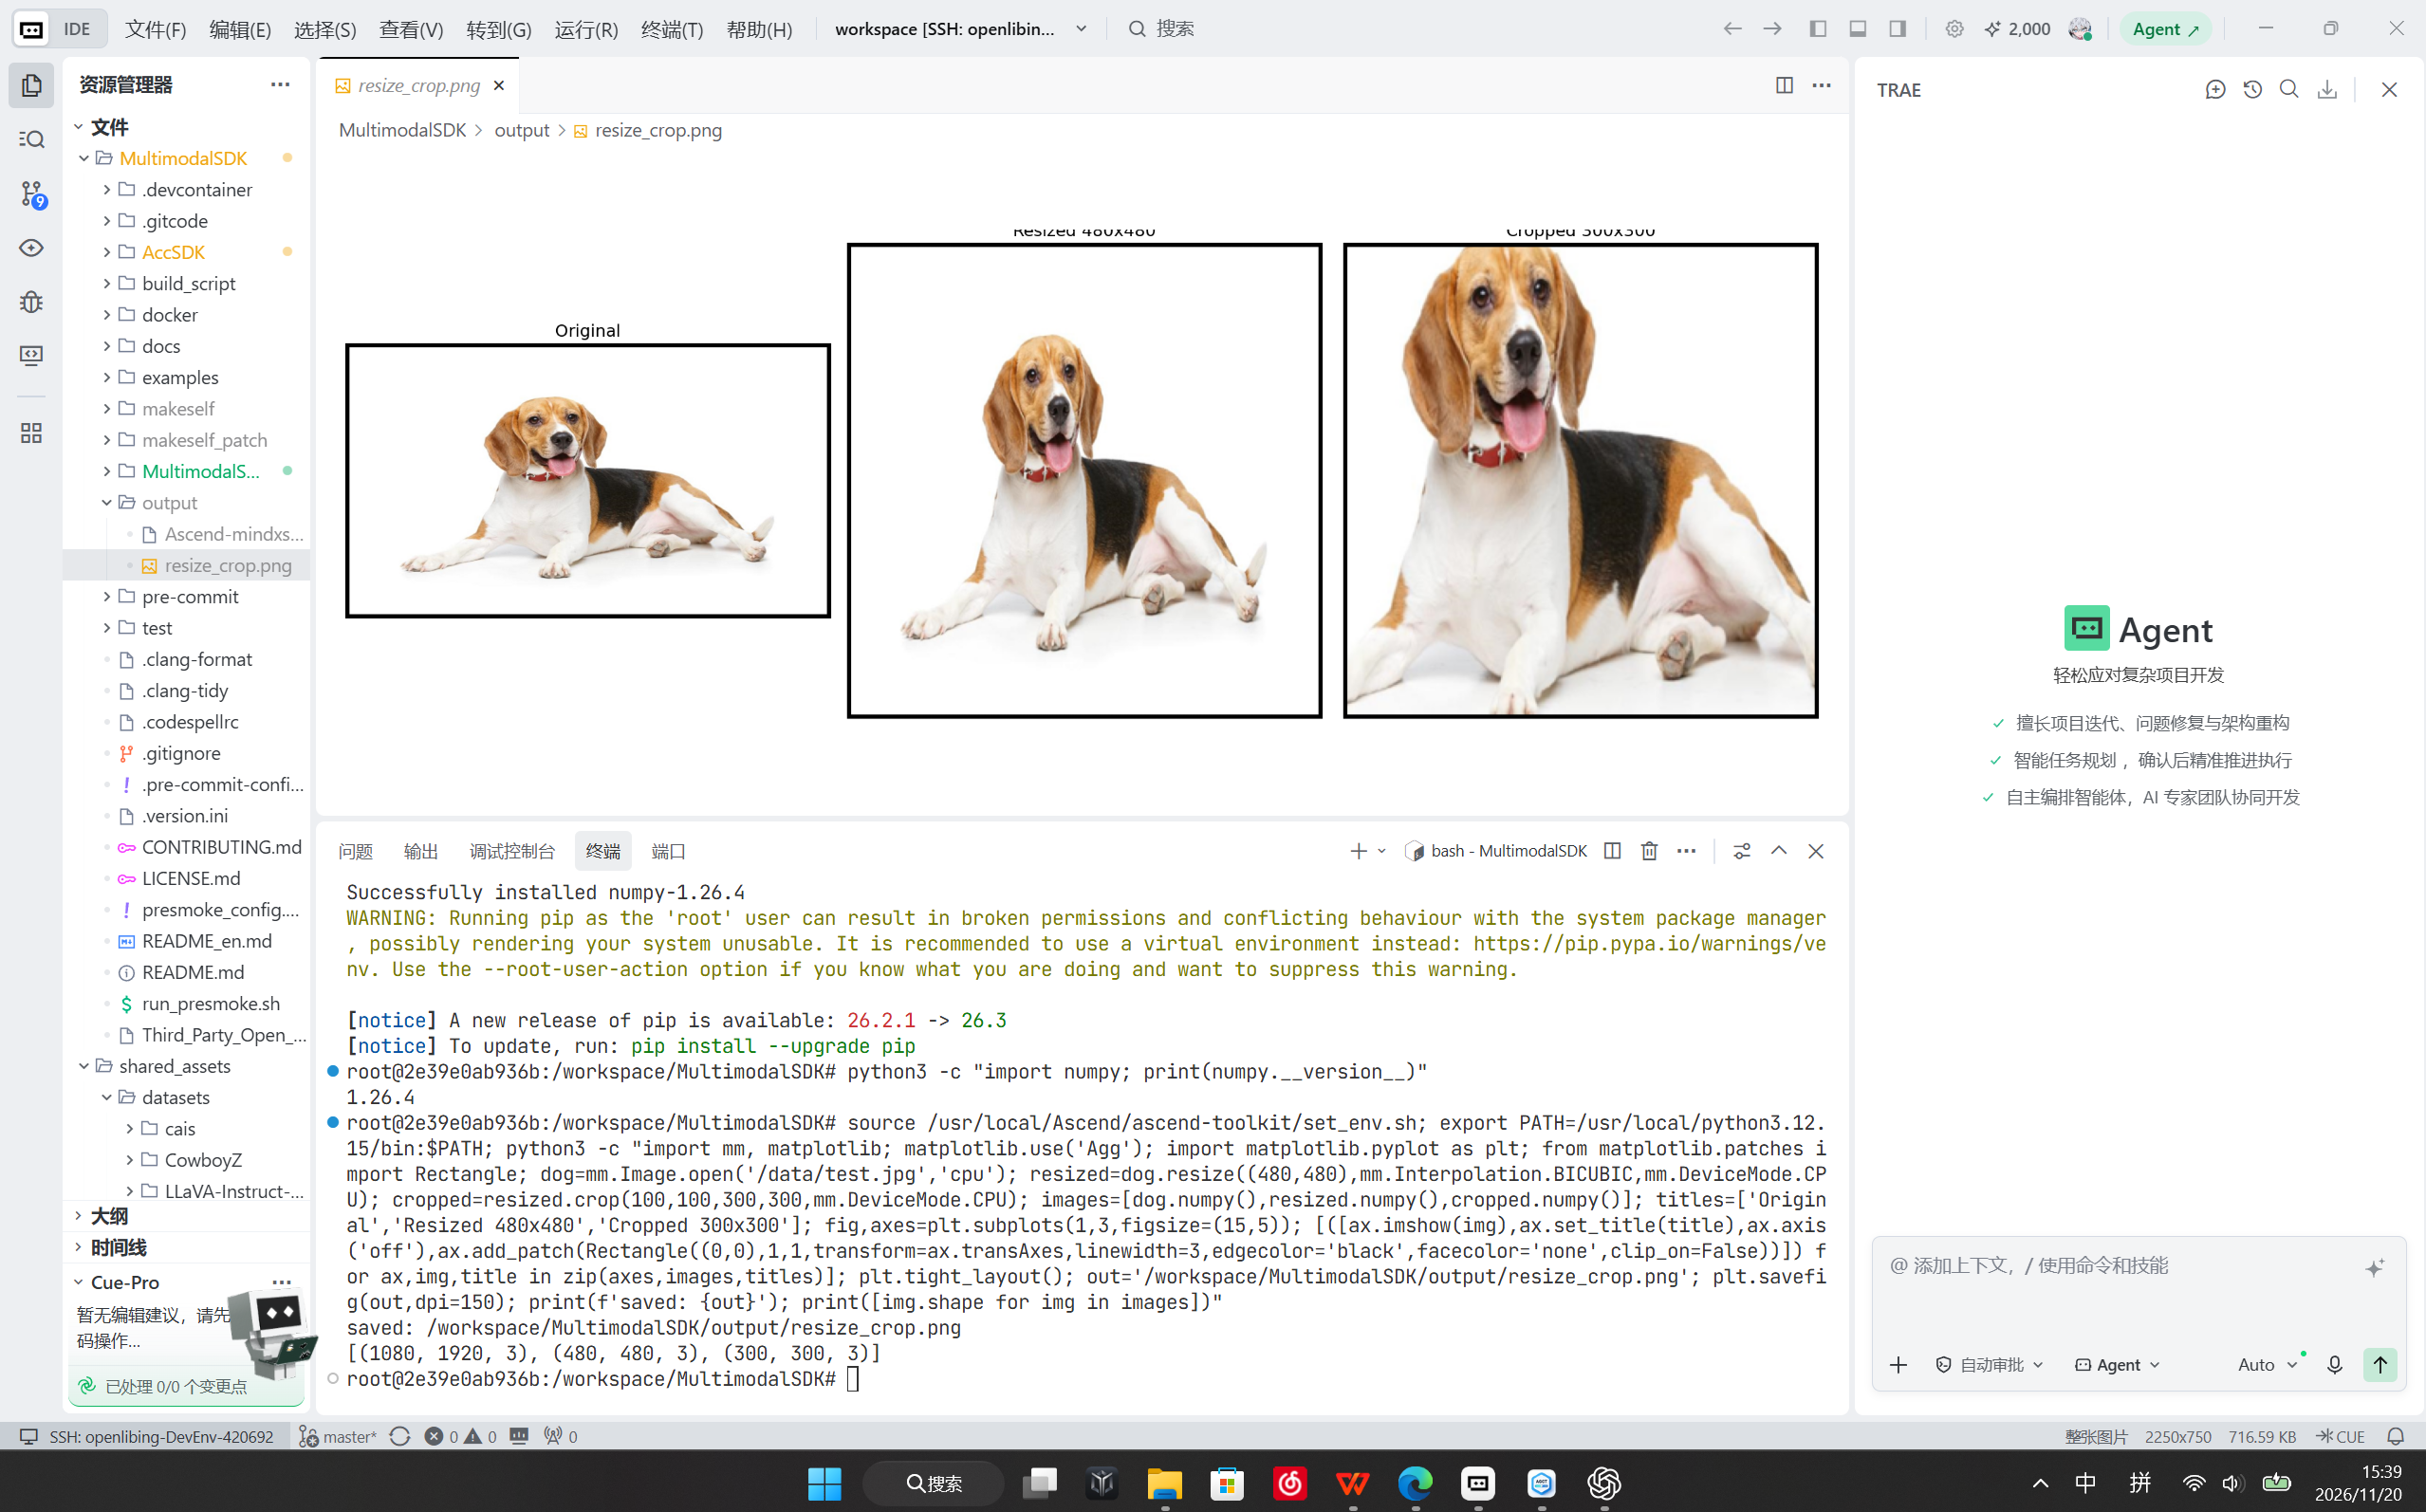 IDE 文件(F) 编辑(E) 选择(S) 查看(V) 转到(G) 运行(R) 终端(T) 帮助(H) workspace [SSH: openlibin... 搜索 2,000 Agent ↗
资源管理器 ...
文件
MultimodalSDK
.devcontainer
.gitcode
AccSDK
build_script
docker
docs
examples
makeself
makeself_patch
MultimodalS...
output
Ascend-mindxs...
resize_crop.png
pre-commit
test
.clang-format
.clang-tidy
.codespellrc
.gitignore
.pre-commit-confi...
.version.ini
CONTRIBUTING.md
LICENSE.md
presmoke_config....
README_en.md
README.md
run_presmoke.sh
Third_Party_Open_...
shared_assets
datasets
cais
CowboyZ
LLaVA-Instruct-...
大纲
时间线
Cue-Pro ...
暂无编辑建议，请先
码操作...
已处理 0/0 个变更点
9
resize_crop.png
MultimodalSDK > output > resize_crop.png
Original
Resized 480x480
Cropped 300x300
问题 输出 调试控制台 终端 端口 bash - MultimodalSDK
Successfully installed numpy-1.26.4
WARNING: Running pip as the 'root' user can result in broken permissions and conflicting behaviour with the system package manager
, possibly rendering your system unusable. It is recommended to use a virtual environment instead: https://pip.pypa.io/warnings/ve
nv. Use the --root-user-action option if you know what you are doing and want to suppress this warning.
[notice] A new release of pip is available: 26.2.1 -> 26.3
[notice] To update, run: pip install --upgrade pip
root@2e39e0ab936b:/workspace/MultimodalSDK# python3 -c "import numpy; print(numpy.__version__)"
1.26.4
root@2e39e0ab936b:/workspace/MultimodalSDK# source /usr/local/Ascend/ascend-toolkit/set_env.sh; export PATH=/usr/local/python3.12.
15/bin:$PATH; python3 -c "import mm, matplotlib; matplotlib.use('Agg'); import matplotlib.pyplot as plt; from matplotlib.patches i
mport Rectangle; dog=mm.Image.open('/data/test.jpg','cpu'); resized=dog.resize((480,480),mm.Interpolation.BICUBIC,mm.DeviceMode.CP
U); cropped=resized.crop(100,100,300,300,mm.DeviceMode.CPU); images=[dog.numpy(),resized.numpy(),cropped.numpy()]; titles=['Origin
al','Resized 480x480','Cropped 300x300']; fig,axes=plt.subplots(1,3,figsize=(15,5)); [([ax.imshow(img),ax.set_title(title),ax.axis
('off'),ax.add_patch(Rectangle((0,0),1,1,transform=ax.transAxes,linewidth=3,edgecolor='black',facecolor='none',clip_on=False))]) f
or ax,img,title in zip(axes,images,titles)]; plt.tight_layout(); out='/workspace/MultimodalSDK/output/resize_crop.png'; plt.savefi
g(out,dpi=150); print(f'saved: {out}'); print([img.shape for img in images])"
saved: /workspace/MultimodalSDK/output/resize_crop.png
[(1080, 1920, 3), (480, 480, 3), (300, 300, 3)]
root@2e39e0ab936b:/workspace/MultimodalSDK#
TRAE
Agent
轻松应对复杂项目开发
擅长项目迭代、问题修复与架构重构
智能任务规划，确认后精准推进执行
自主编排智能体，AI 专家团队协同开发
@ 添加上下文，/ 使用命令和技能
自动审批 Agent Auto
SSH: openlibing-DevEnv-420692 master* 0 0 0 整张图片 2250x750 716.59 KB CUE
搜索 中 拼 15:39
2026/11/20